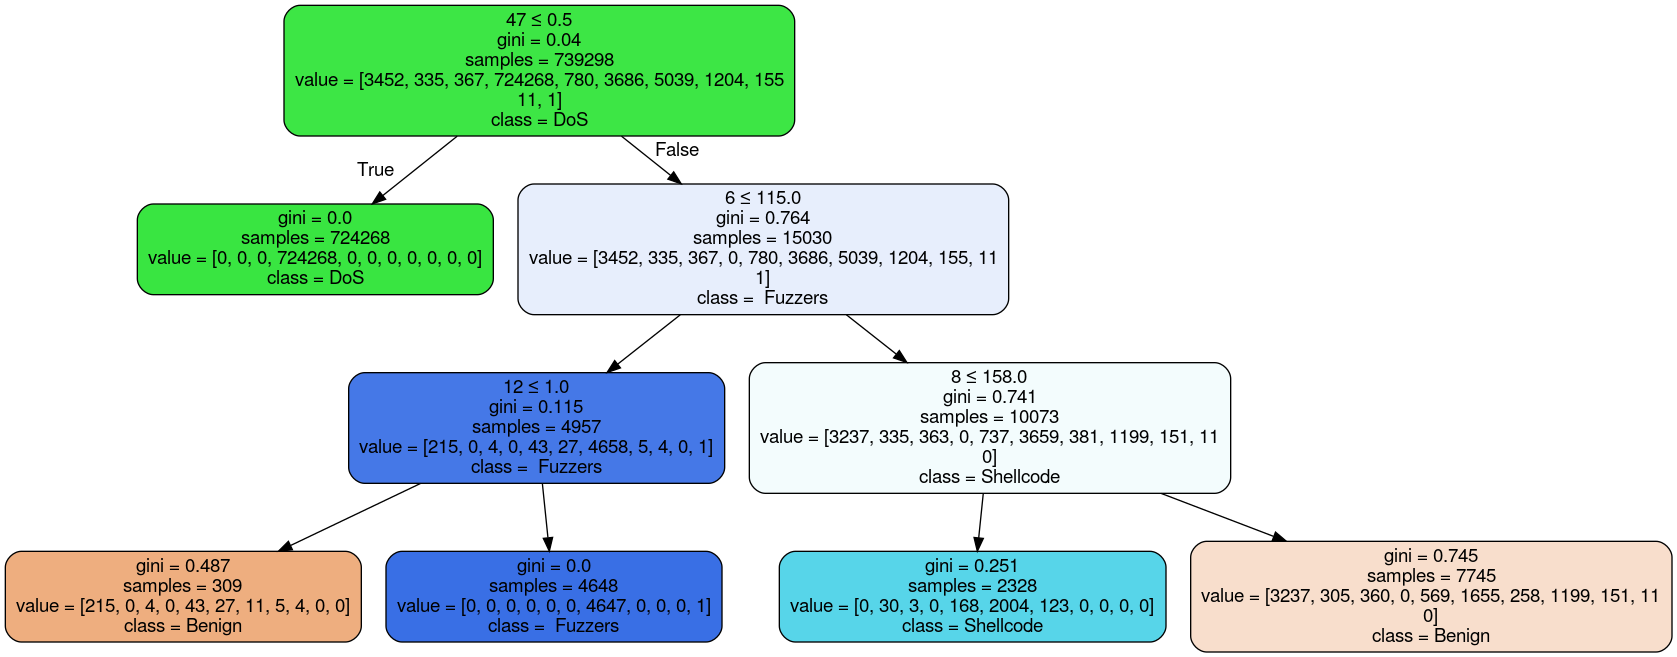 47 ≤ 0.5
gini = 0.04
samples = 739298
value = [3452, 335, 367, 724268, 780, 3686, 5039, 1204, 155
11, 1]
class = DoS
True
False
gini = 0.0
samples = 724268
value = [0, 0, 0, 724268, 0, 0, 0, 0, 0, 0, 0]
class = DoS
6 ≤ 115.0
gini = 0.764
samples = 15030
value = [3452, 335, 367, 0, 780, 3686, 5039, 1204, 155, 11
1]
class =  Fuzzers
12 ≤ 1.0
gini = 0.115
samples = 4957
value = [215, 0, 4, 0, 43, 27, 4658, 5, 4, 0, 1]
class =  Fuzzers
8 ≤ 158.0
gini = 0.741
samples = 10073
value = [3237, 335, 363, 0, 737, 3659, 381, 1199, 151, 11
0]
class = Shellcode
gini = 0.487
samples = 309
value = [215, 0, 4, 0, 43, 27, 11, 5, 4, 0, 0]
class = Benign
gini = 0.0
samples = 4648
value = [0, 0, 0, 0, 0, 0, 4647, 0, 0, 0, 1]
class =  Fuzzers
gini = 0.251
samples = 2328
value = [0, 30, 3, 0, 168, 2004, 123, 0, 0, 0, 0]
class = Shellcode
gini = 0.745
samples = 7745
value = [3237, 305, 360, 0, 569, 1655, 258, 1199, 151, 11
0]
class = Benign